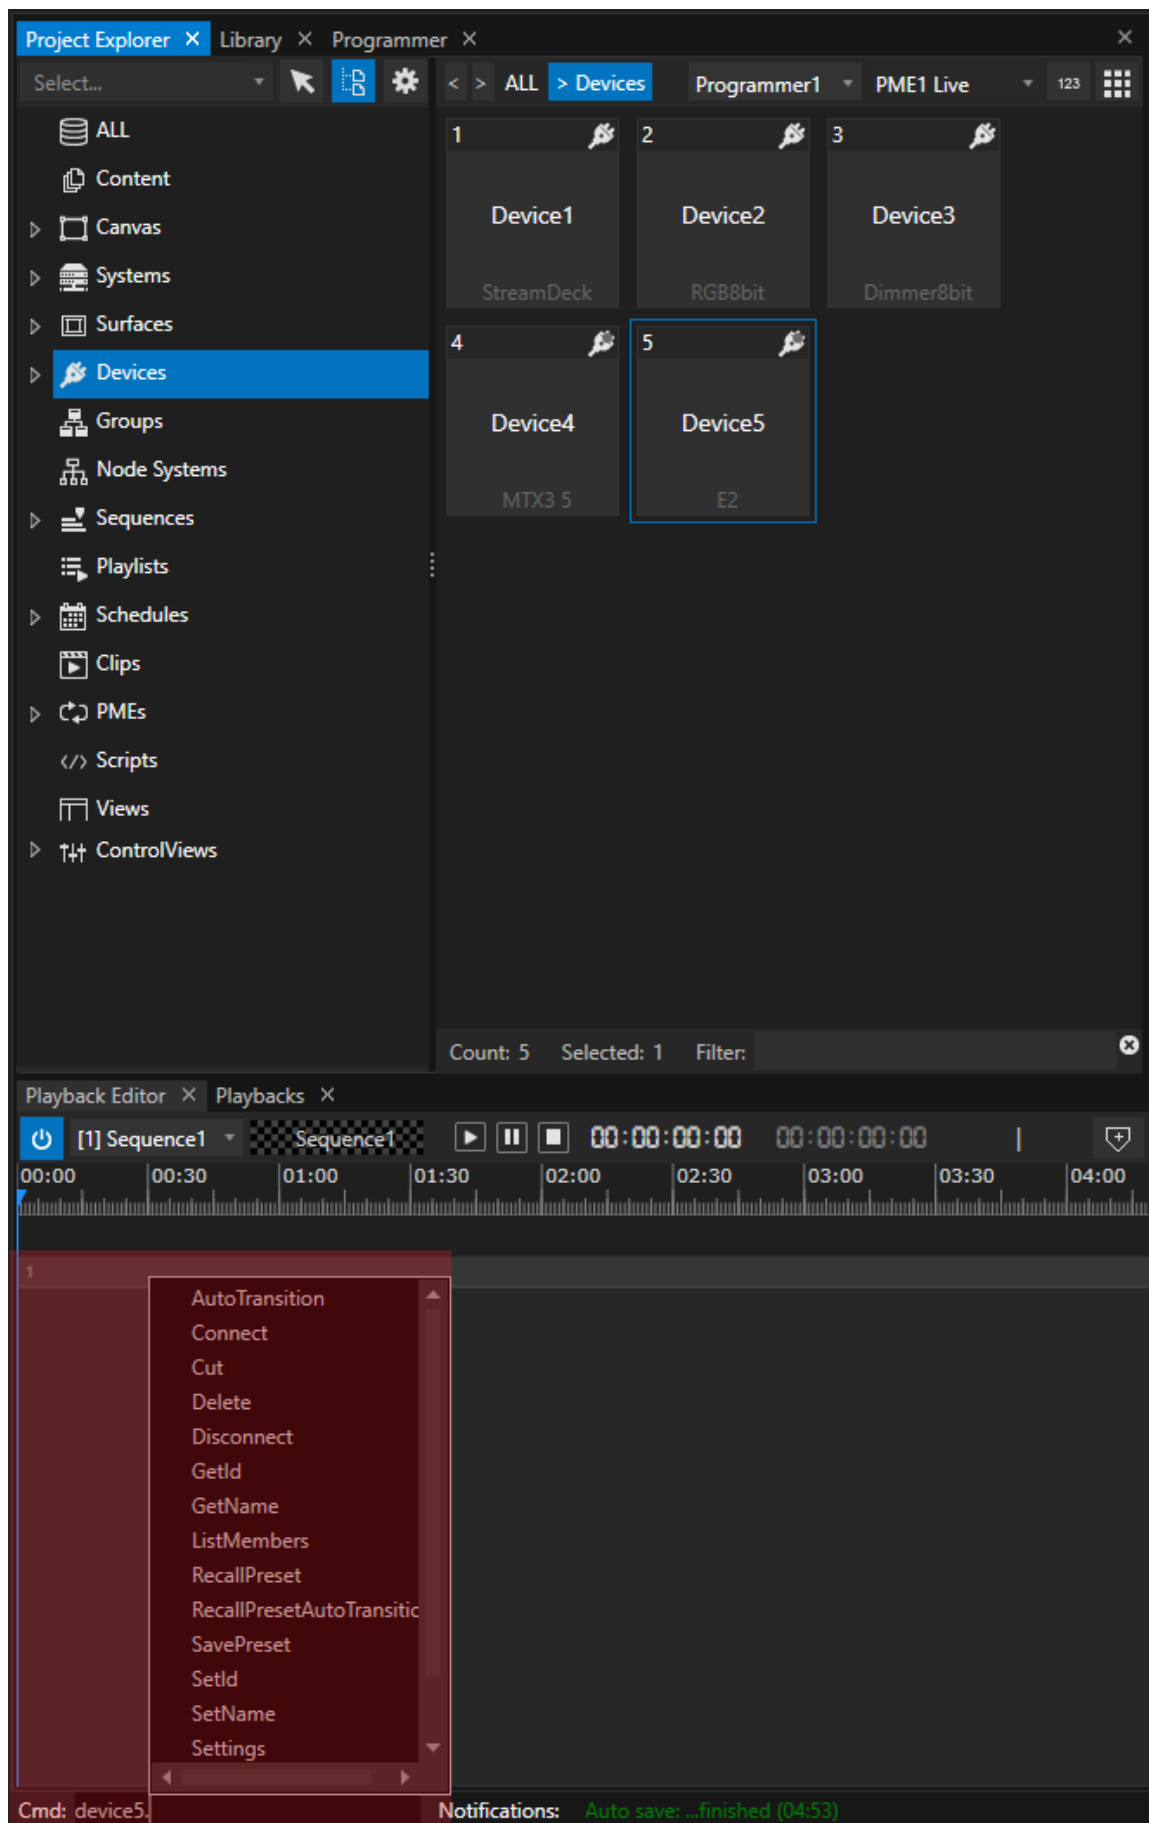 Project Explorer Library Programmer
Select... < > ALL > Devices Programmer1 PME1 Live 123
ALL
Content
Canvas
Systems
Surfaces
Devices
Groups
Node Systems
Sequences
Playlists
Schedules
Clips
PMEs
Scripts
Views
ControlViews
1 2 3
Device1 Device2 Device3
StreamDeck RGB8bit Dimmer8bit
4 5
Device4 Device5
MTX3 5 E2
Count: 5 Selected: 1 Filter:
Playback Editor Playbacks
[1] Sequence1 Sequence1 00:00:00:00 00:00:00:00
00:00 00:30 01:00 01:30 02:00 02:30 03:00 03:30 04:00
1
AutoTransition
Connect
Cut
Delete
Disconnect
GetId
GetName
ListMembers
RecallPreset
RecallPresetAutoTransitic
SavePreset
SetId
SetName
Settings
Cmd: device5. Notifications: Auto save: ...finished (04:53)